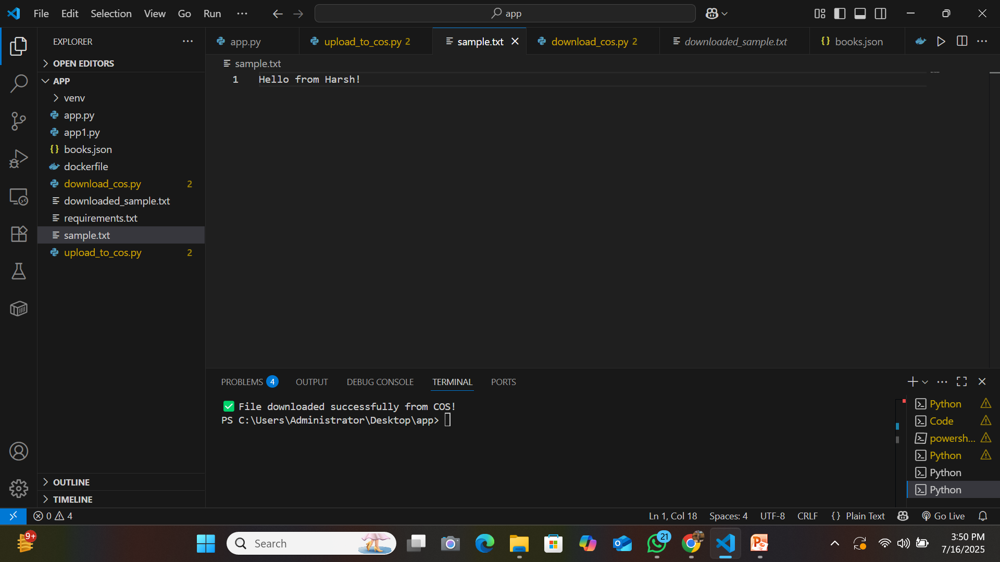 File Edit Selection View Go Run ···
app
EXPLORER ···
OPEN EDITORS
APP
venv
app.py
app1.py
{} books.json
dockerfile
download_cos.py 2
downloaded_sample.txt
requirements.txt
sample.txt
upload_to_cos.py 2
OUTLINE
TIMELINE
app.py upload_to_cos.py 2 sample.txt download_cos.py 2 downloaded_sample.txt {} books.json ···
sample.txt
1 Hello from Harsh!
PROBLEMS 4 OUTPUT DEBUG CONSOLE TERMINAL PORTS ···
✅ File downloaded successfully from COS!
PS C:\Users\Administrator\Desktop\app>
Python
Code
powersh...
Python
Python
Python
0 4 Ln 1, Col 18 Spaces: 4 UTF-8 CRLF {} Plain Text Go Live
9+ Search 21 3:50 PM
7/16/2025